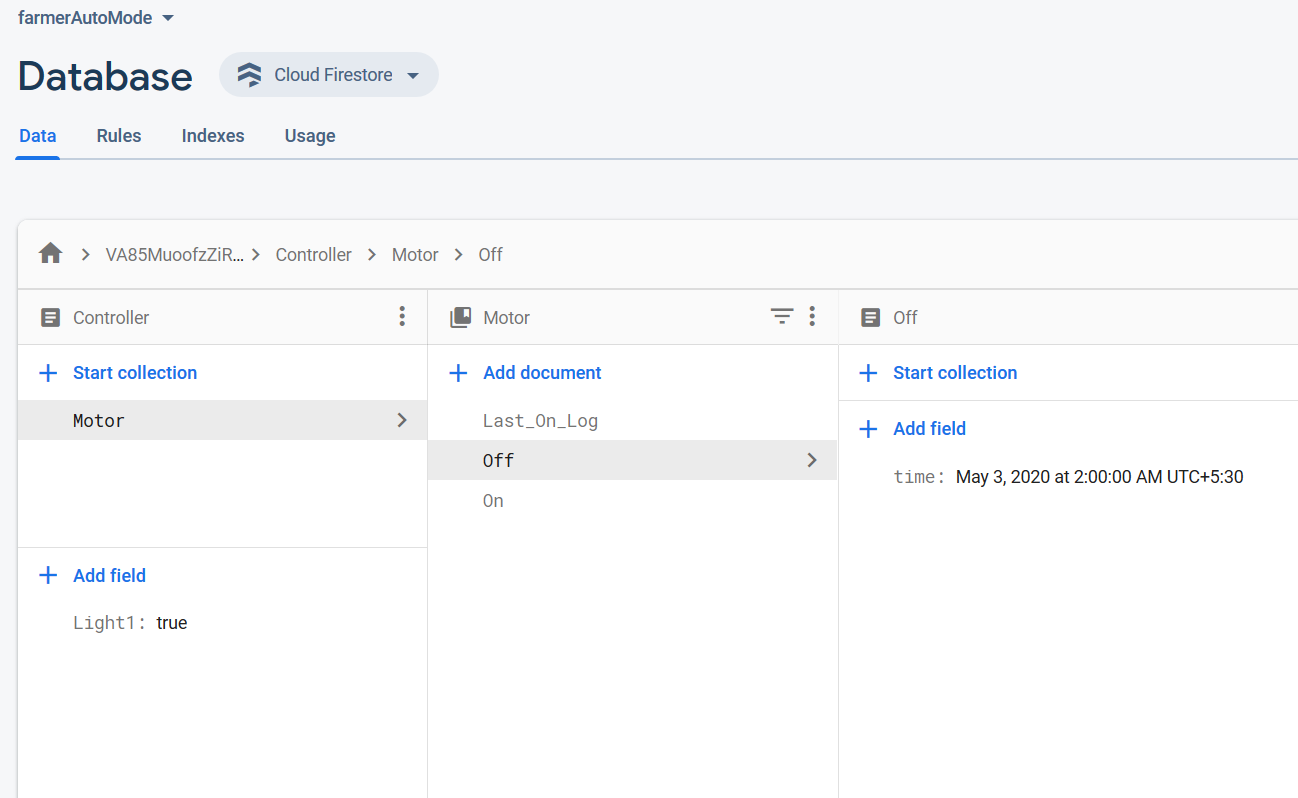 farmerAutoMode
Database Cloud Firestore
Data Rules Indexes Usage
VA85MuoofzZiR... Controller Motor Off
Controller Motor Off
Start collection Add document Start collection
Motor Last_On_Log Add field
Off time: May 3, 2020 at 2:00:00 AM UTC+5:30
On
Add field
Light1: true